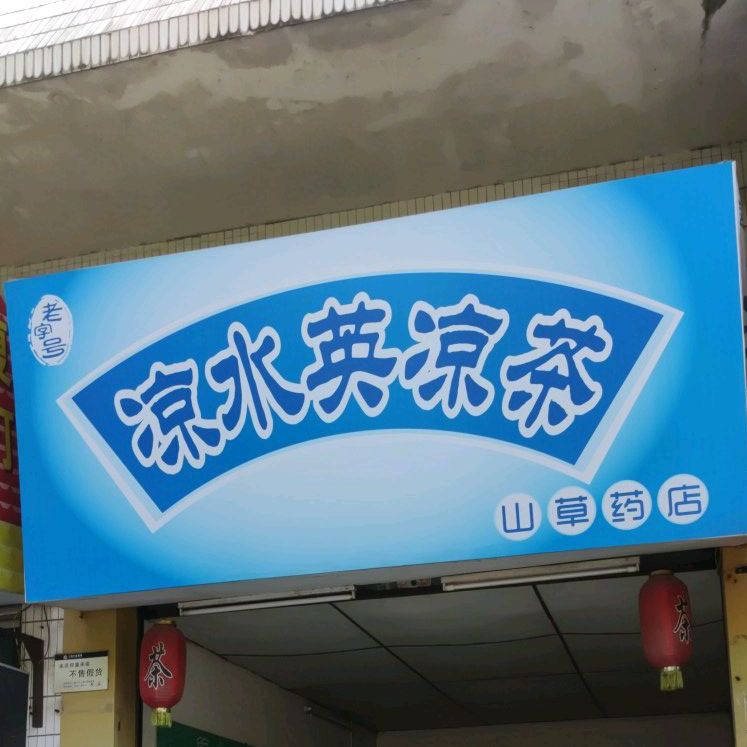 老字号
凉水英凉茶
山草药店
茶
茶
不售假货